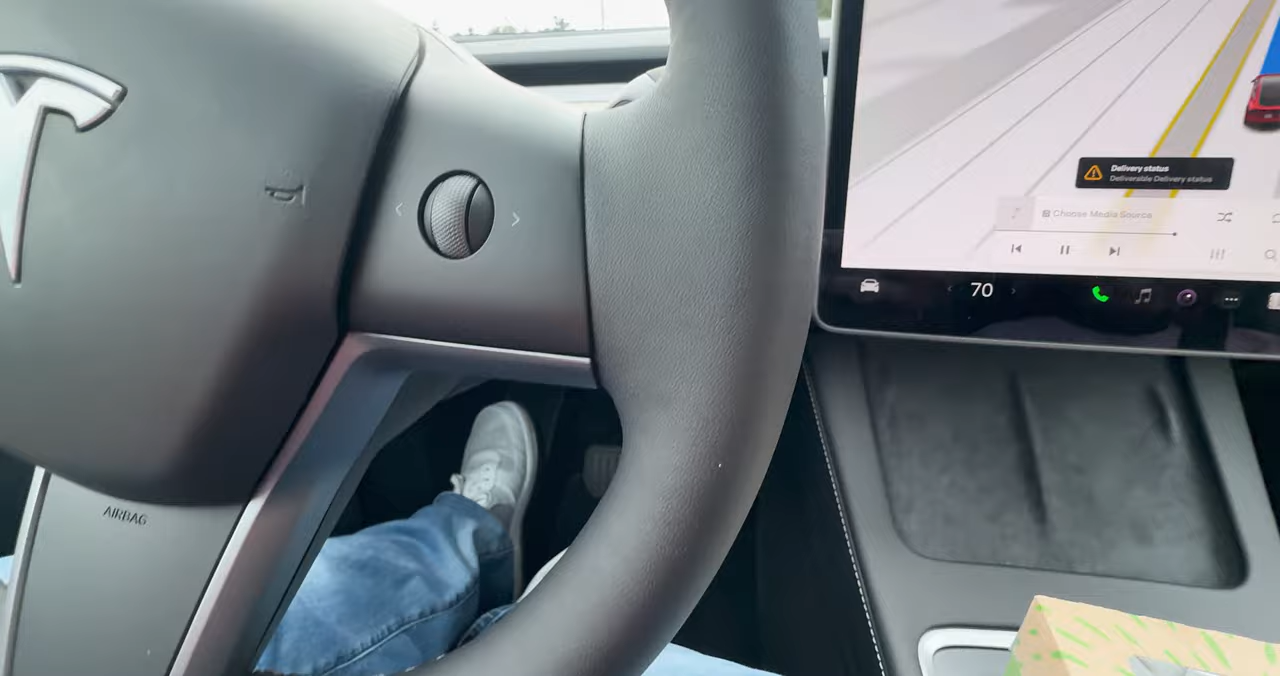 Delivery status
Deliverable Delivery status
Choose Media Source
70
AIRBAG